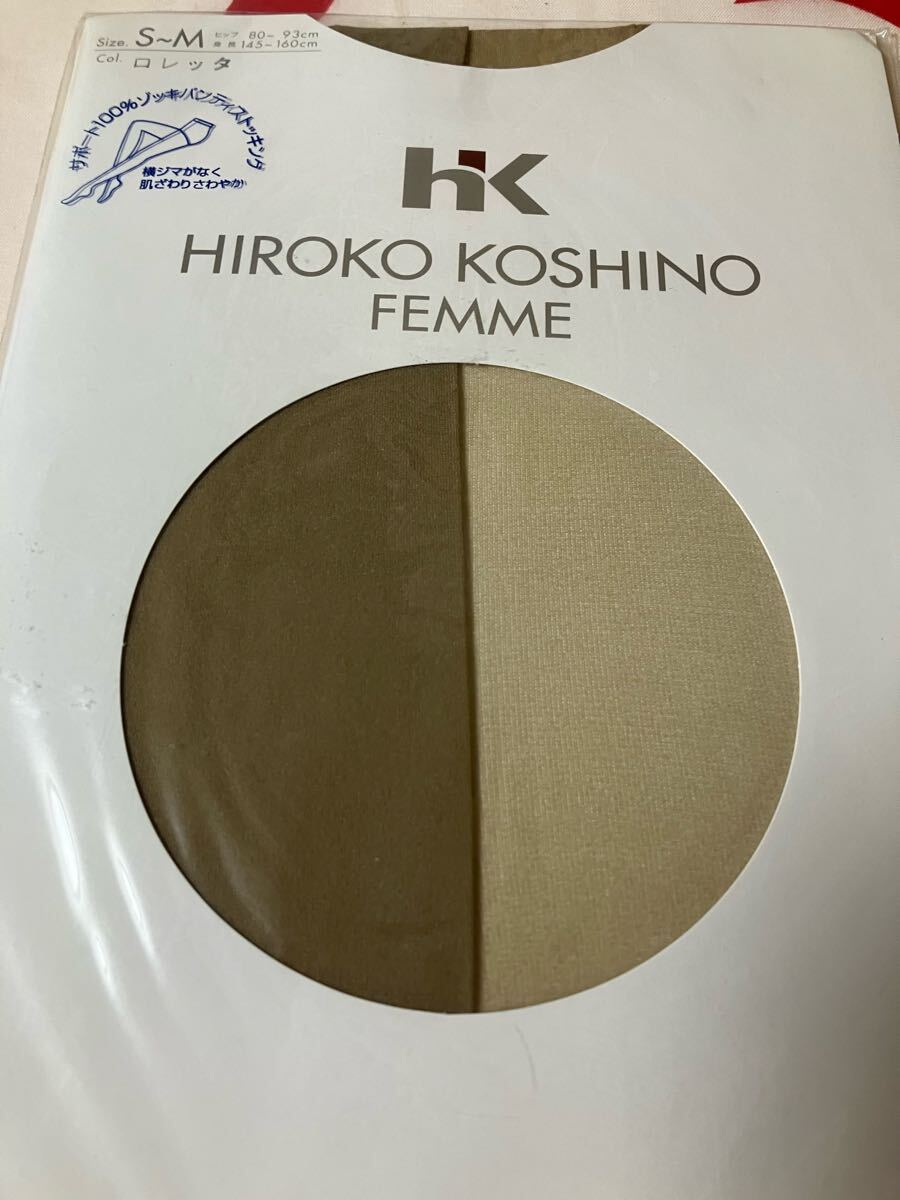 Size. S~M ヒップ 80-93cm
身長 145-160cm
Col. ロレッタ
サポート100%ゾッキパンティストッキング
横ジマがなく
肌ざわりさわやか
hK
HIROKO KOSHINO
FEMME